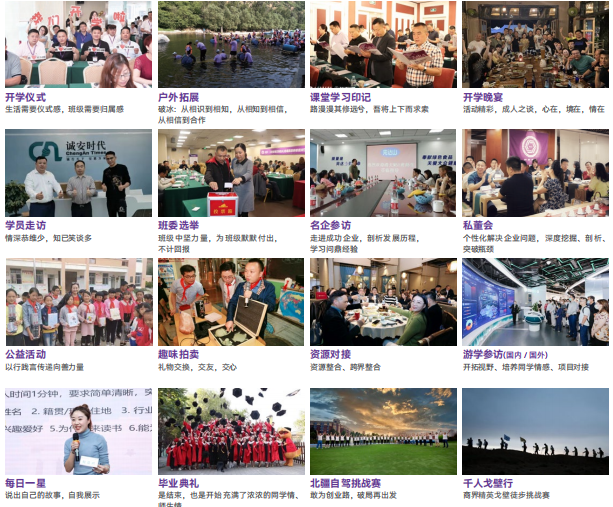 们开学啦
开学仪式
生活需要仪式感，班级需要归属感
户外拓展
破冰：从相识到相知，从相知到相信，
从相信到合作
课堂学习印记
路漫漫其修远兮，吾将上下而求索
开学晚宴
活动精彩，成人之谈，心在，境在，情在
诚安时代
ChengAn Times
学员走访
情深恭维少，知己笑谈多
班委选举
班级中坚力量，为班级默默付出，
不计回报
名企参访
走进成功企业，剖析发展历程，
学习问鼎经验
私董会
个性化解决企业问题，深度挖掘、剖析、
突破瓶颈
公益活动
以行践言传递向善力量
趣味拍卖
礼物交换，交友，交心
资源对接
资源整合、跨界整合
游学参访(国内 / 国外)
开拓视野、培养同学情感、项目对接
人时间1分钟，要求简单清晰，突
姓名 2. 籍贯/ 住地 3. 行业
兴趣爱好 5.为 来读书 6.能
每日一星
说出自己的故事，自我展示
毕业典礼
是结束，也是开始 充满了浓浓的同学情、
师生情
北疆自驾挑战赛
敢为创业路，破局再出发
千人戈壁行
商界精英戈壁徒步挑战赛